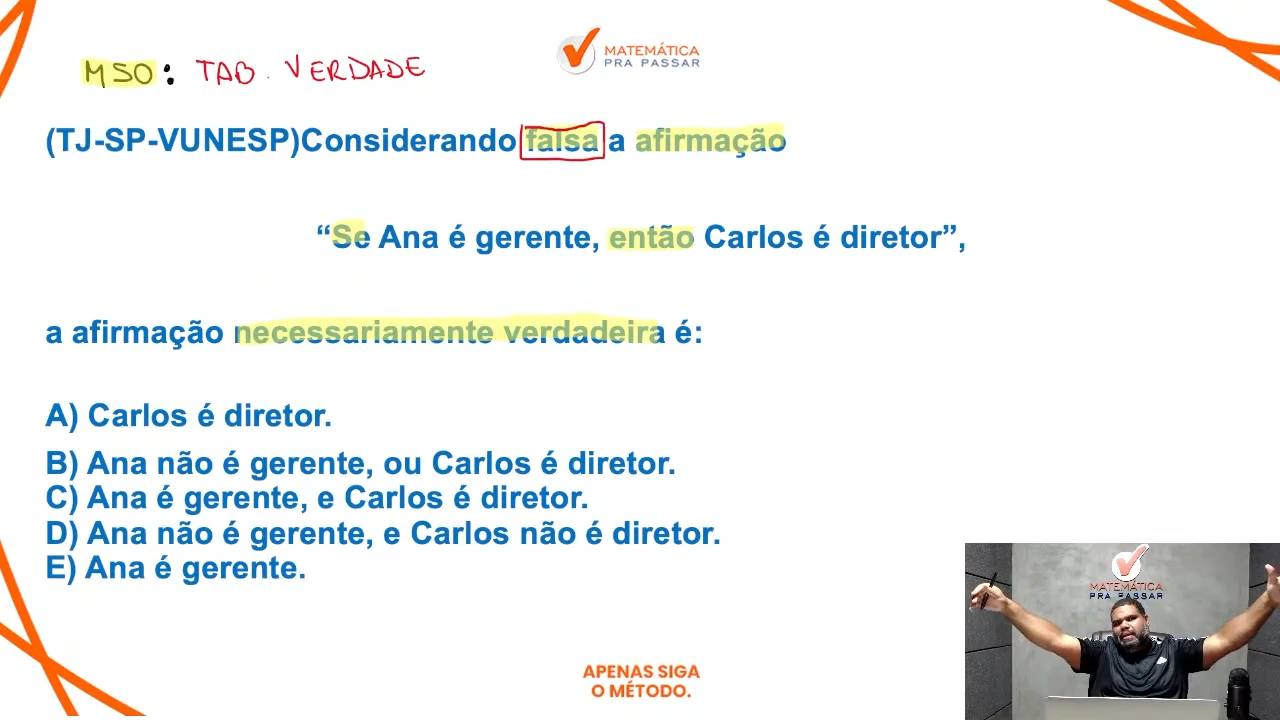 MATEMÁTICA
PRA PASSAR
MSO: TAB. VERDADE
(TJ-SP-VUNESP)Considerando falsa a afirmação
“Se Ana é gerente, então Carlos é diretor”,
a afirmação necessariamente verdadeira é:
A) Carlos é diretor.
B) Ana não é gerente, ou Carlos é diretor.
C) Ana é gerente, e Carlos é diretor.
D) Ana não é gerente, e Carlos não é diretor.
E) Ana é gerente.
MATEMÁTICA
PRA PASSAR
APENAS SIGA
O MÉTODO.